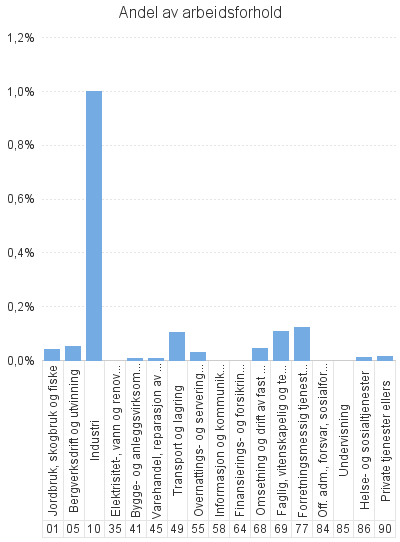 Andel av arbeidsforhold
1,2%
1,0%
0,8%
0,6%
0,4%
0,2%
0,0%
Jordbruk, skogbruk og fiske
Bergverksdrift og utvinning
Industri
Elektrisitet-, vann og renov...
Bygge- og anleggsvirksom...
Varehandel, reparasjon av ...
Transport og lagring
Overnattings- og servering...
Informasjon og kommunik...
Finansierings- og forsikrin...
Omsetning og drift av fast ...
Faglig, vitenskapelig og te...
Forretningsmessig tjenest...
Off. adm., forsvar, sosialfor...
Undervisning
Helse- og sosialtjenester
Private tjenester ellers
01 05 10 35 41 45 49 55 58 64 68 69 77 84 85 86 90